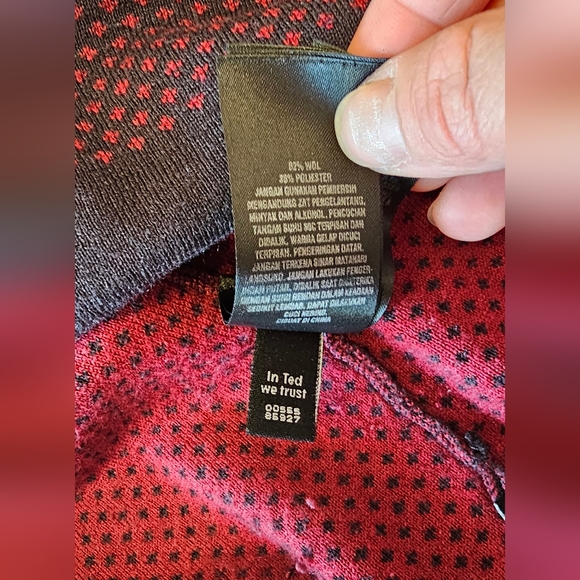 62% WOL
38% POLIESTER
JANGAN GUNAKAN PEMBERSIH
MENGANDUNG ZAT PENGELANTANG,
MINYAK DAN ALKOHOL. PENCUCIAN
TANGAN SUHU 30C TERPISAH DAN
DIBALIK. WARNA GELAP DICUCI
TERPISAH. PENGERINGAN DATAR.
JANGAN TERKENA SINAR MATAHARI
LANGSUNG. JANGAN LAKUKAN PENGER-
INGAN PUTAR. DIBALIK SAAT DISETERIKA
DENGAN SUHU RENDAH DALAM KEADAAN
SEDIKIT LEMBAB. DAPAT DILAKUKAN
CUCI KERING.
DIBUAT DI CHINA
In Ted
we trust
00555
85927